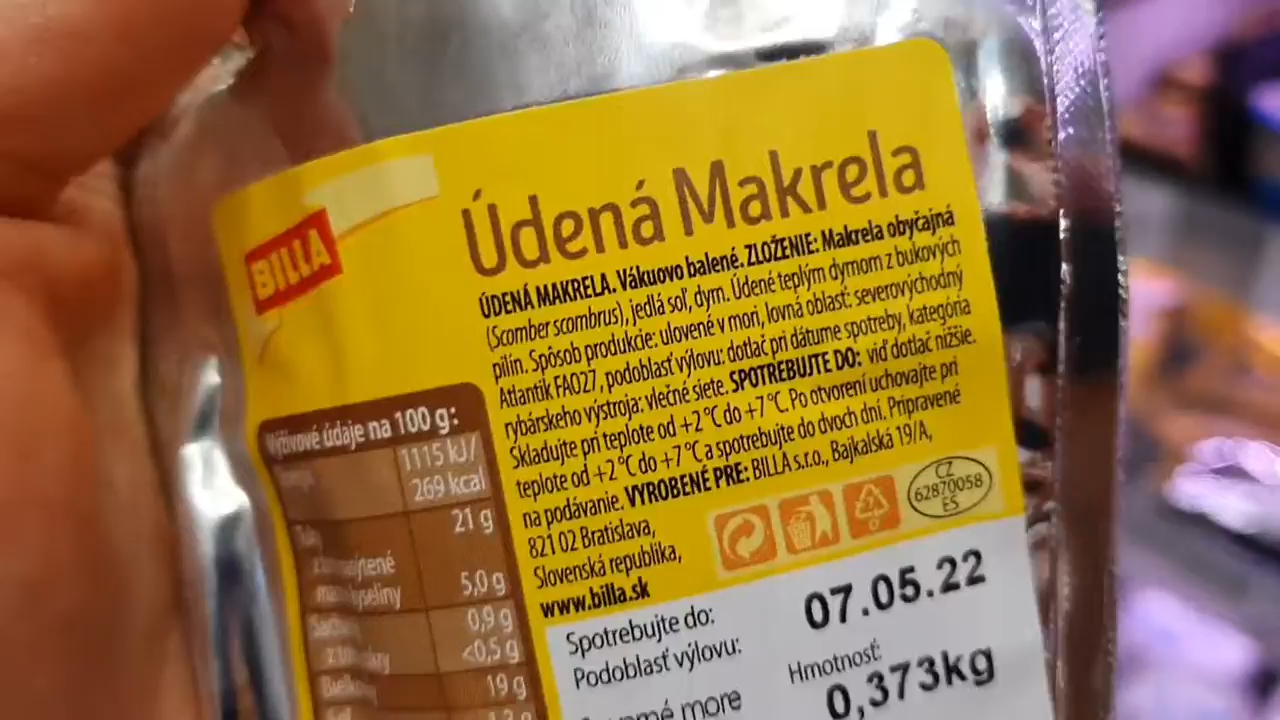 BILLA
Údená Makrela
ÚDENÁ MAKRELA. Vákuovo balené. ZLOŽENIE: Makrela obyčajná
(Scomber scombrus), jedlá soľ, dym. Údené teplým dymom z bukových
pilín. Spôsob produkcie: ulovené v mori, lovná oblasť: severovýchodný
Atlantik FAO27, podoblasť výlovu: dotlač pri dátume spotreby, kategória
rybárskeho výstroja: vlečné siete. SPOTREBUJTE DO: viď dotlač nižšie.
Skladujte pri teplote od +2 °C do +7 °C. Po otvorení uchovajte pri
teplote od +2 °C do +7 °C a spotrebujte do dvoch dní. Pripravené
na podávanie. VYROBENÉ PRE: BILLA s.r.o., Bajkalská 19/A,
821 02 Bratislava,
Slovenská republika,
www.billa.sk
CZ
62870058
ES
Výživové údaje na 100 g:
1115 kJ/
269 kcal
21 g
5,0 g
0,9 g
<0,5 g
19 g
Spotrebujte do:
07.05.22
Podoblasť výlovu:
more
Hmotnosť:
0,373kg